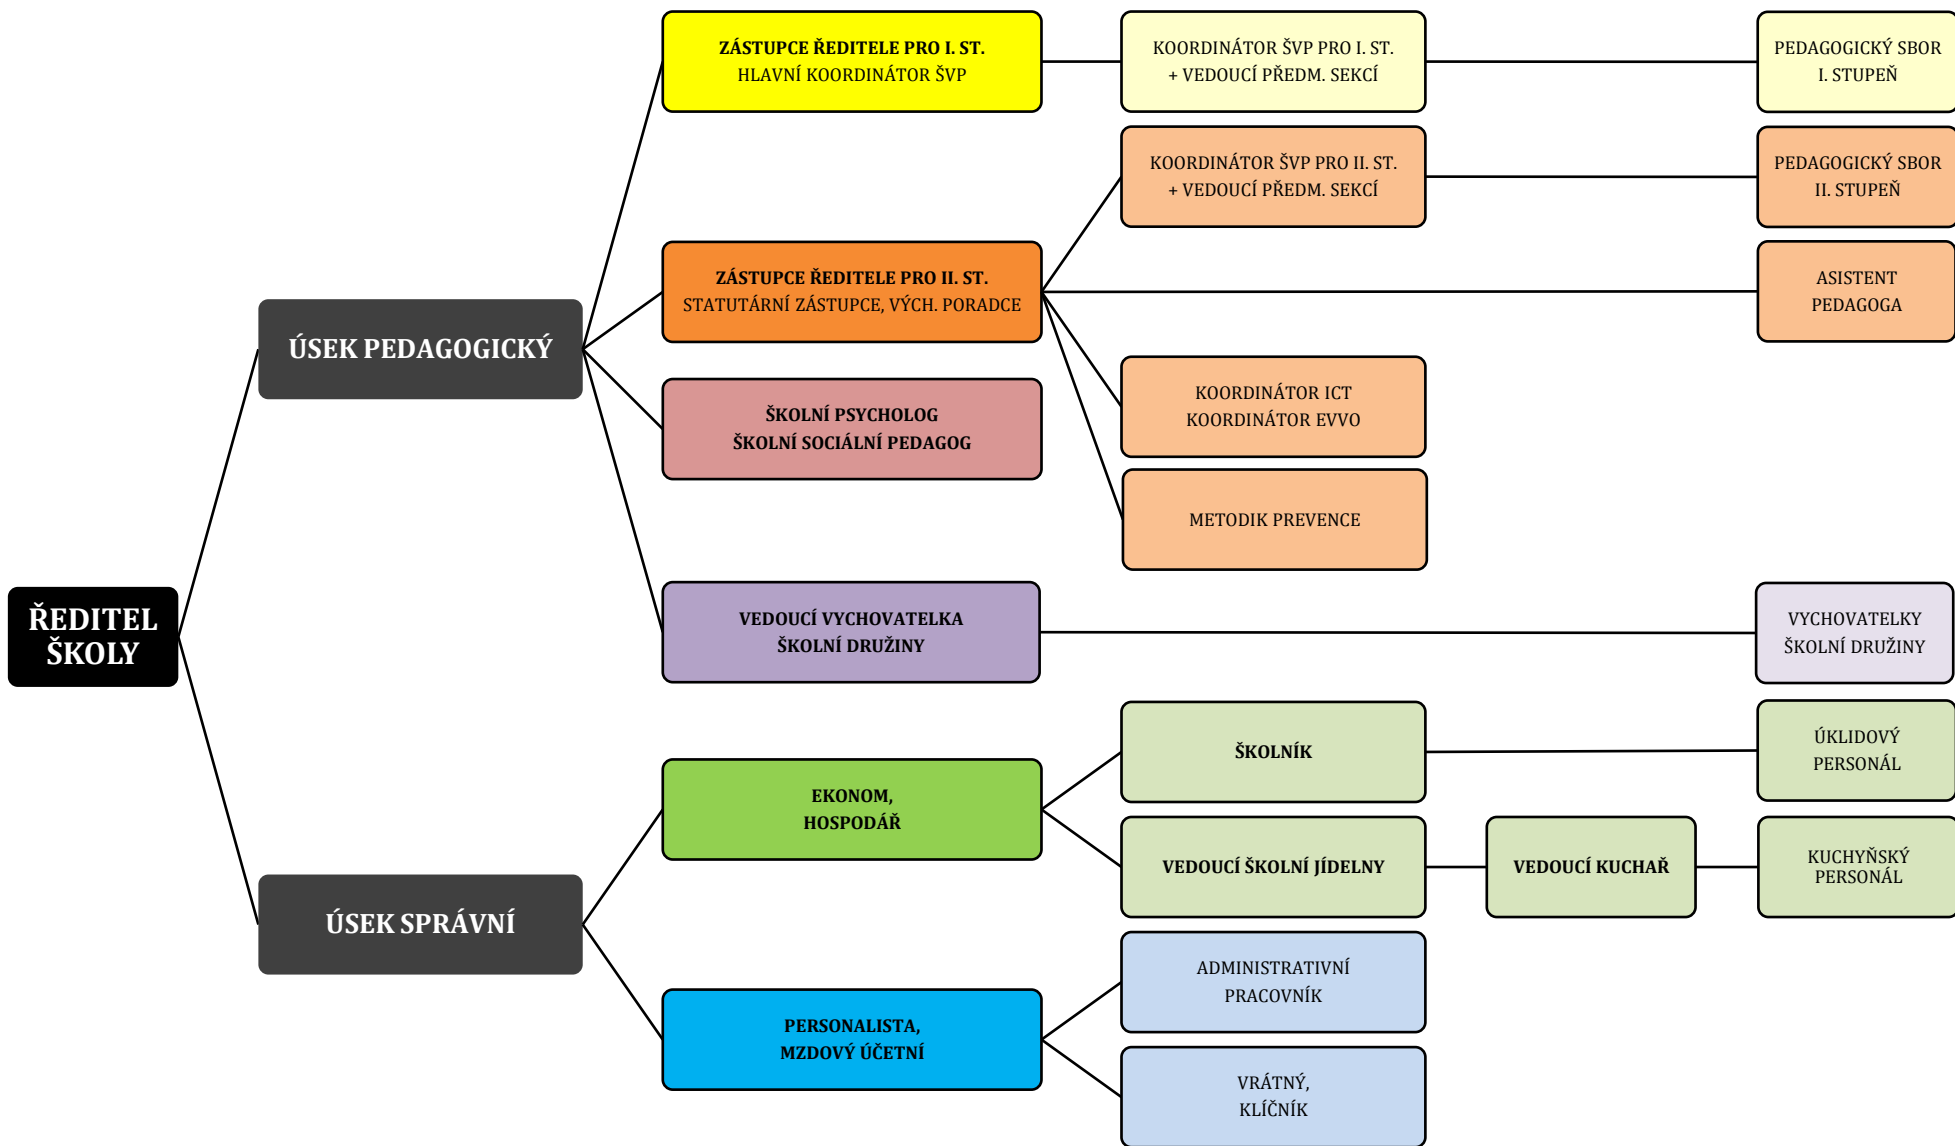 ZÁSTUPCE ŘEDITELE PRO I. ST.
HLAVNÍ KOORDINÁTOR ŠVP
KOORDINÁTOR ŠVP PRO I. ST.
+ VEDOUCÍ PŘEDM. SEKCÍ
PEDAGOGICKÝ SBOR
I. STUPEŇ
KOORDINÁTOR ŠVP PRO II. ST.
+ VEDOUCÍ PŘEDM. SEKCÍ
PEDAGOGICKÝ SBOR
II. STUPEŇ
ZÁSTUPCE ŘEDITELE PRO II. ST.
STATUTÁRNÍ ZÁSTUPCE, VÝCH. PORADCE
ASISTENT
PEDAGOGA
ÚSEK PEDAGOGICKÝ
ŠKOLNÍ PSYCHOLOG
ŠKOLNÍ SOCIÁLNÍ PEDAGOG
KOORDINÁTOR ICT
KOORDINÁTOR EVVO
METODIK PREVENCE
ŘEDITEL
ŠKOLY
VEDOUCÍ VYCHOVATELKA
ŠKOLNÍ DRUŽINY
VYCHOVATELKY
ŠKOLNÍ DRUŽINY
ŠKOLNÍK
ÚKLIDOVÝ
PERSONÁL
EKONOM,
HOSPODÁŘ
VEDOUCÍ ŠKOLNÍ JÍDELNY
VEDOUCÍ KUCHAŘ
KUCHYŇSKÝ
PERSONÁL
ÚSEK SPRÁVNÍ
ADMINISTRATIVNÍ
PRACOVNÍK
PERSONALISTA,
MZDOVÝ ÚČETNÍ
VRÁTNÝ,
KLÍČNÍK